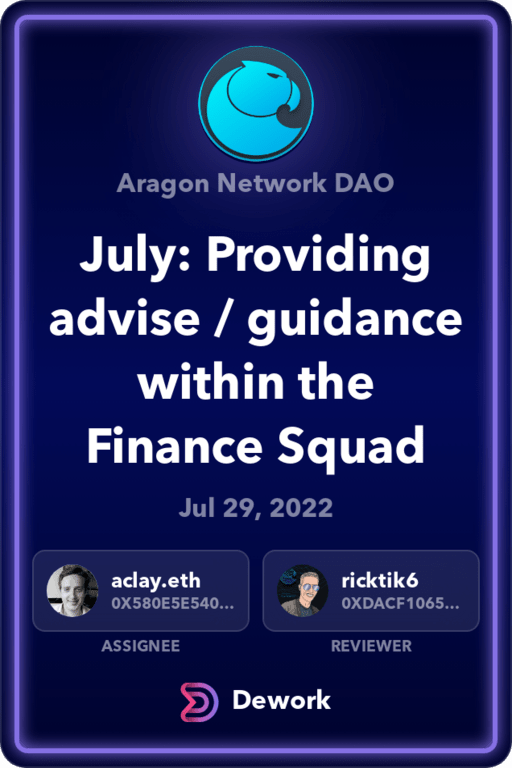 Aragon Network DAO
July: Providing
advise / guidance
within the
Finance Squad
Jul 29, 2022
aclay.eth
0X580E5E540...
ASSIGNEE
ricktik6
0XDACF1065...
REVIEWER
Dework